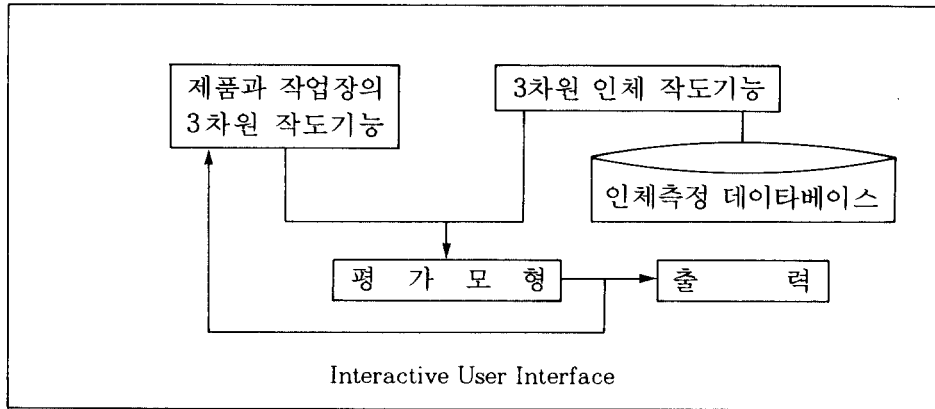 제품과 작업장의
3차원 작도기능
3차원 인체 작도기능
인체측정 데이타베이스
평 가 모 형
출 력
Interactive User Interface